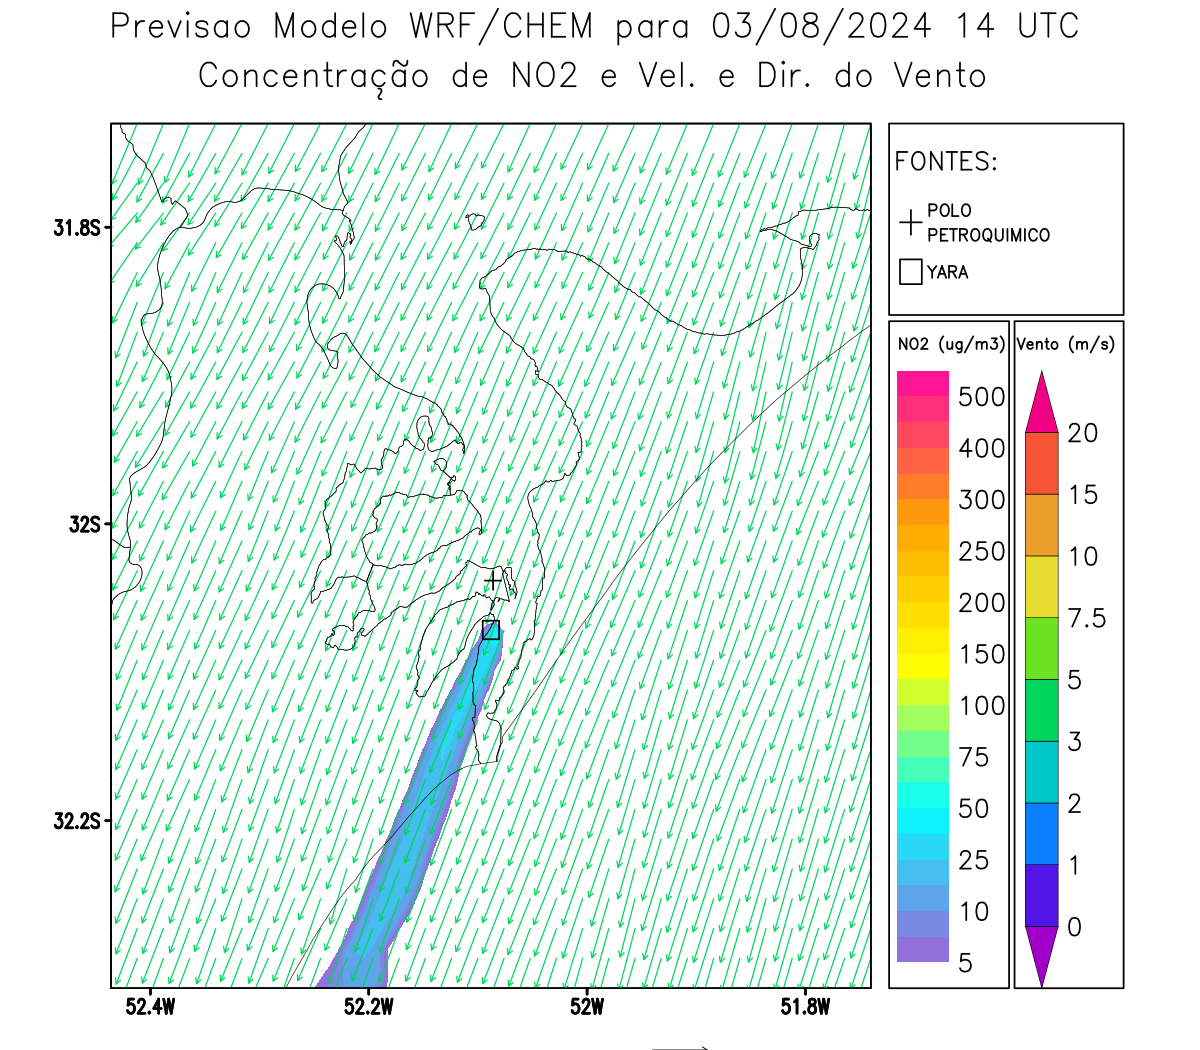 Previsao Modelo WRF/CHEM para 03/08/2024 14 UTC
Concentração de NO2 e Vel. e Dir. do Vento
FONTES:
POLO
PETROQUIMICO
YARA
NO2 (ug/m3)
500
400
300
250
200
150
100
75
50
25
10
5
Vento (m/s)
20
15
10
7.5
5
3
2
1
0
31.8S
32S
32.2S
52.4W
52.2W
52W
51.8W